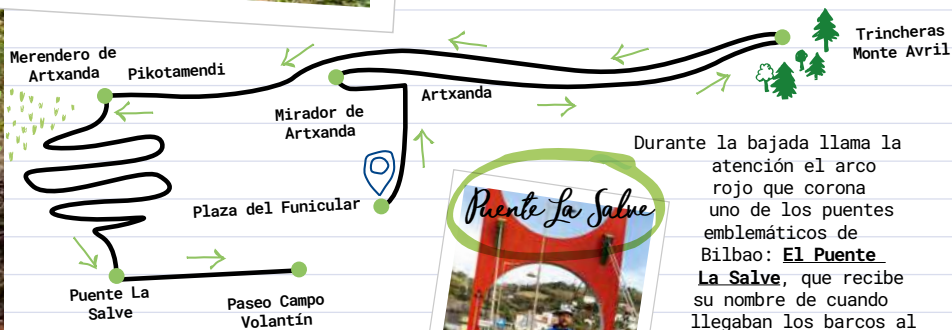 Merendero de
Artxanda
Pikotamendi
Trincheras
Monte Avril
Mirador de
Artxanda
Artxanda
Plaza del Funicular
Puente La
Salve
Paseo Campo
Volantín
Puente La Salve
Durante la bajada llama la
atención el arco
rojo que corona
uno de los puentes
emblemáticos de
Bilbao: El Puente
La Salve, que recibe
su nombre de cuando
llegaban los barcos al